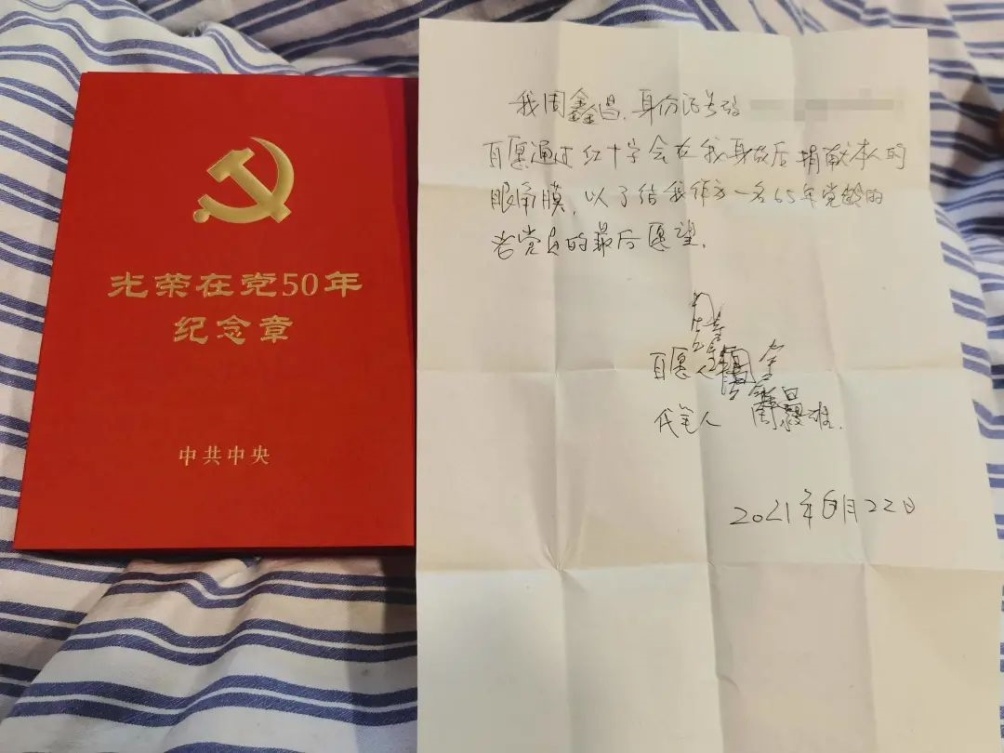 光荣在党50年
纪念章
中共中央
我周鑫昌,身份证号码
自愿通过红十字会在我身故后捐献本人的
眼角膜,以了结我作为一名65年党龄的
老党员的最后愿望。
自愿人
代笔人 周
2021年6月22日